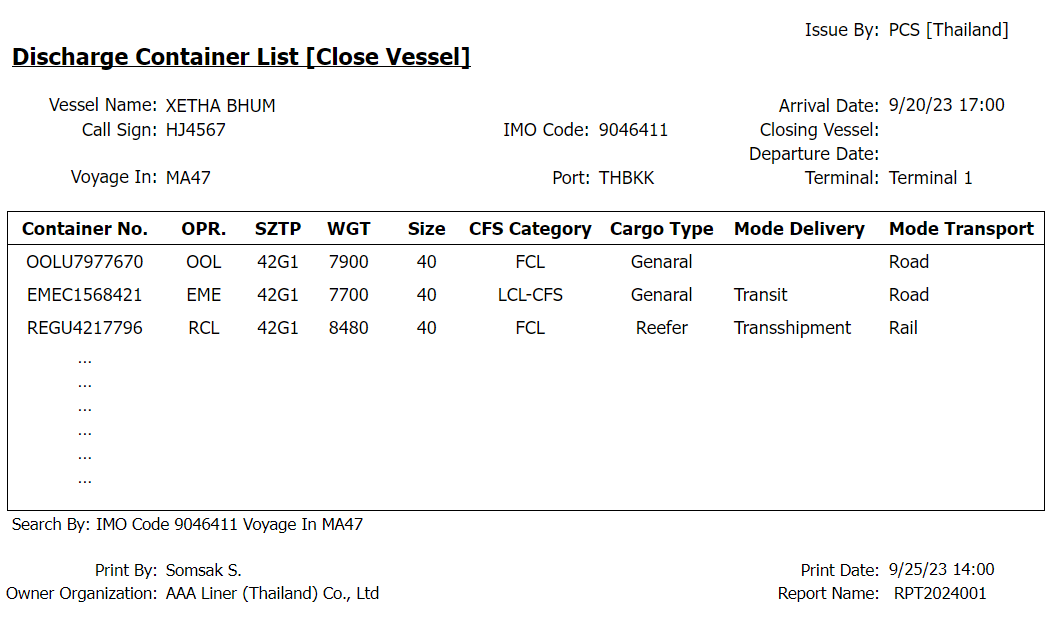 Issue By: PCS [Thailand]
Discharge Container List [Close Vessel]
Vessel Name: XETHA BHUM Arrival Date: 9/20/23 17:00
Call Sign: HJ4567 IMO Code: 9046411 Closing Vessel:
Departure Date:
Voyage In: MA47 Port: THBKK Terminal: Terminal 1
Container No. OPR. SZTP WGT Size CFS Category Cargo Type Mode Delivery Mode Transport
OOLU7977670 OOL 42G1 7900 40 FCL Genaral Road
EMEC1568421 EME 42G1 7700 40 LCL-CFS Genaral Transit Road
REGU4217796 RCL 42G1 8480 40 FCL Reefer Transshipment Rail
...
...
...
...
...
...
Search By: IMO Code 9046411 Voyage In MA47
Print By: Somsak S. Print Date: 9/25/23 14:00
Owner Organization: AAA Liner (Thailand) Co., Ltd Report Name: RPT2024001